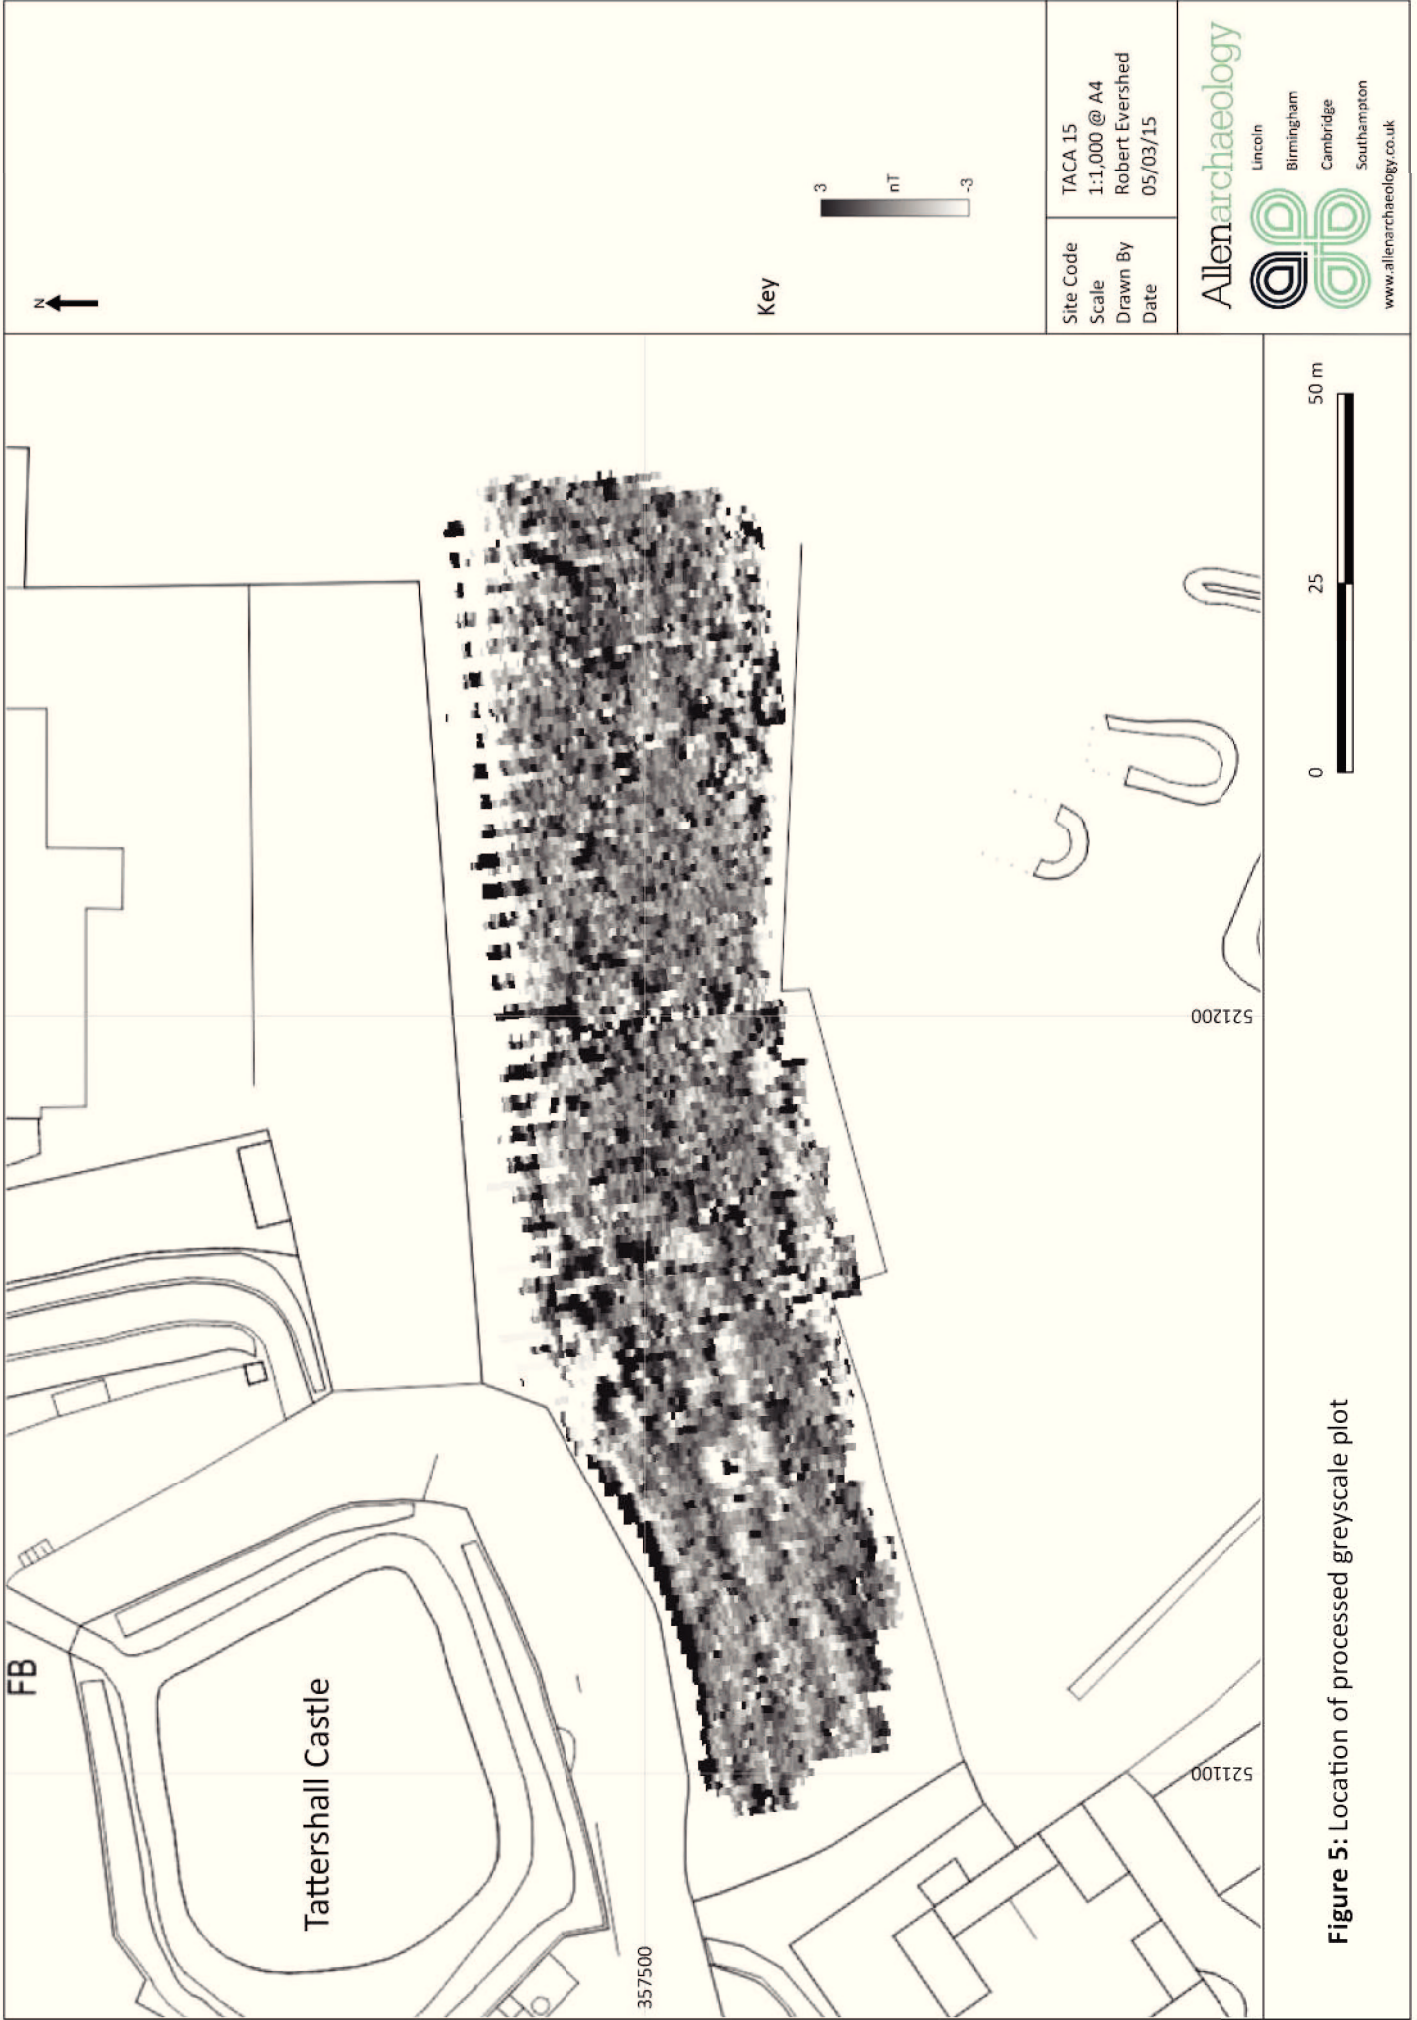 N
FB
Tattershall Castle
357500
521100
521200
Key
3
nT
-3
0
25
50 m
Figure 5: Location of processed greyscale plot
Site Code TACA 15
Scale 1:1,000 @ A4
Drawn By Robert Evershed
Date 05/03/15
Allenarchaeology
Lincoln
Birmingham
Cambridge
Southampton
www.allenarchaeology.co.uk